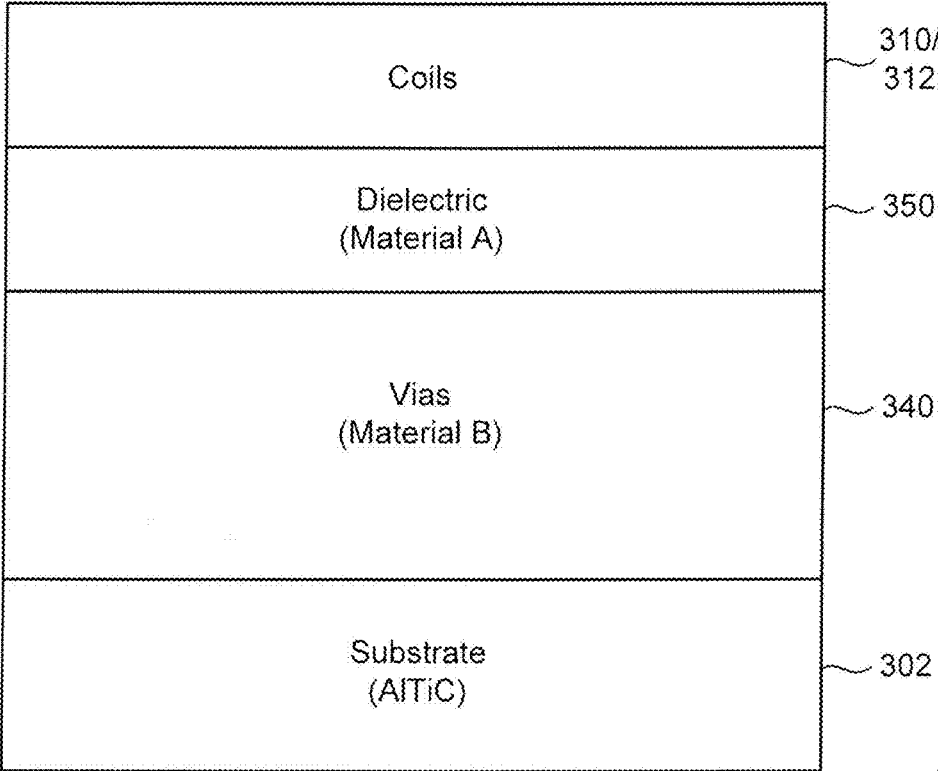 Coils
310/
312
Dielectric
(Material A)
350
Vias
(Material B)
340
Substrate
(AlTiC)
302